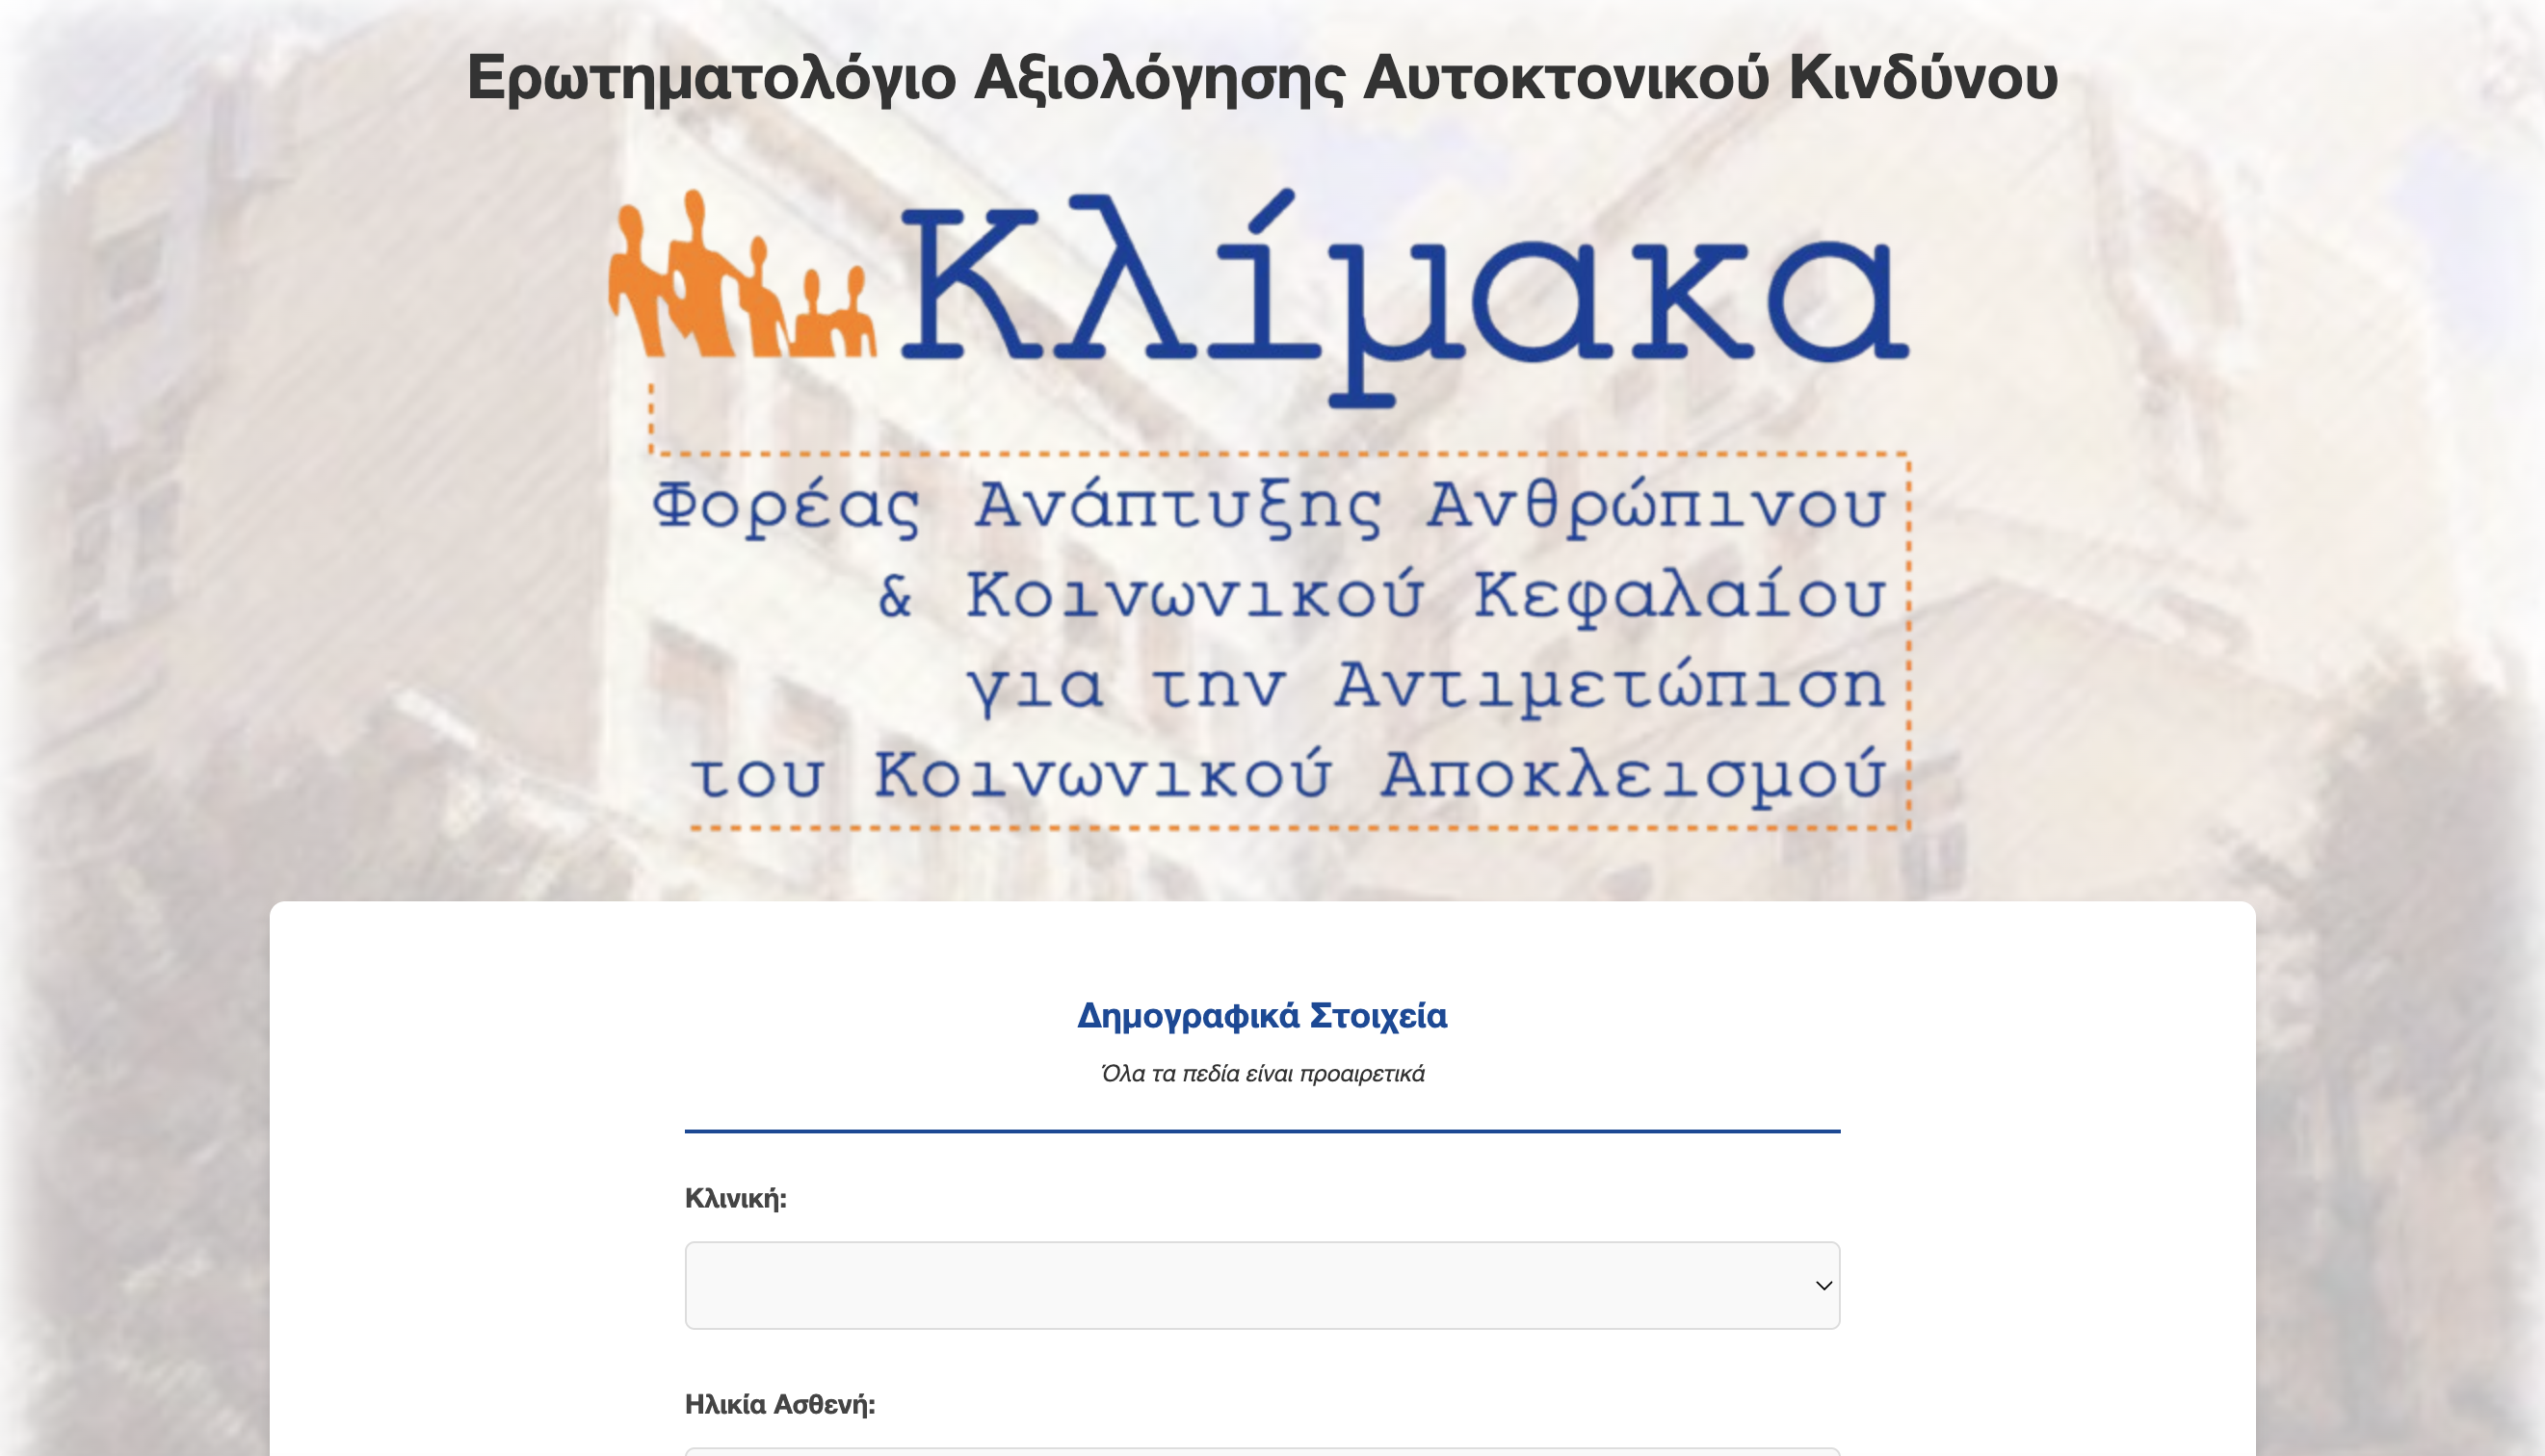 Ερωτηματολόγιο Αξιολόγησης Αυτοκτονικού Κινδύνου
Κλίμακα
Φορέας Ανάπτυξης Ανθρώπινου
& Κοινωνικού Κεφαλαίου
για την Αντιμετώπιση
του Κοινωνικού Αποκλεισμού
Δημογραφικά Στοιχεία
Όλα τα πεδία είναι προαιρετικά
Κλινική:
Ηλικία Ασθενή: